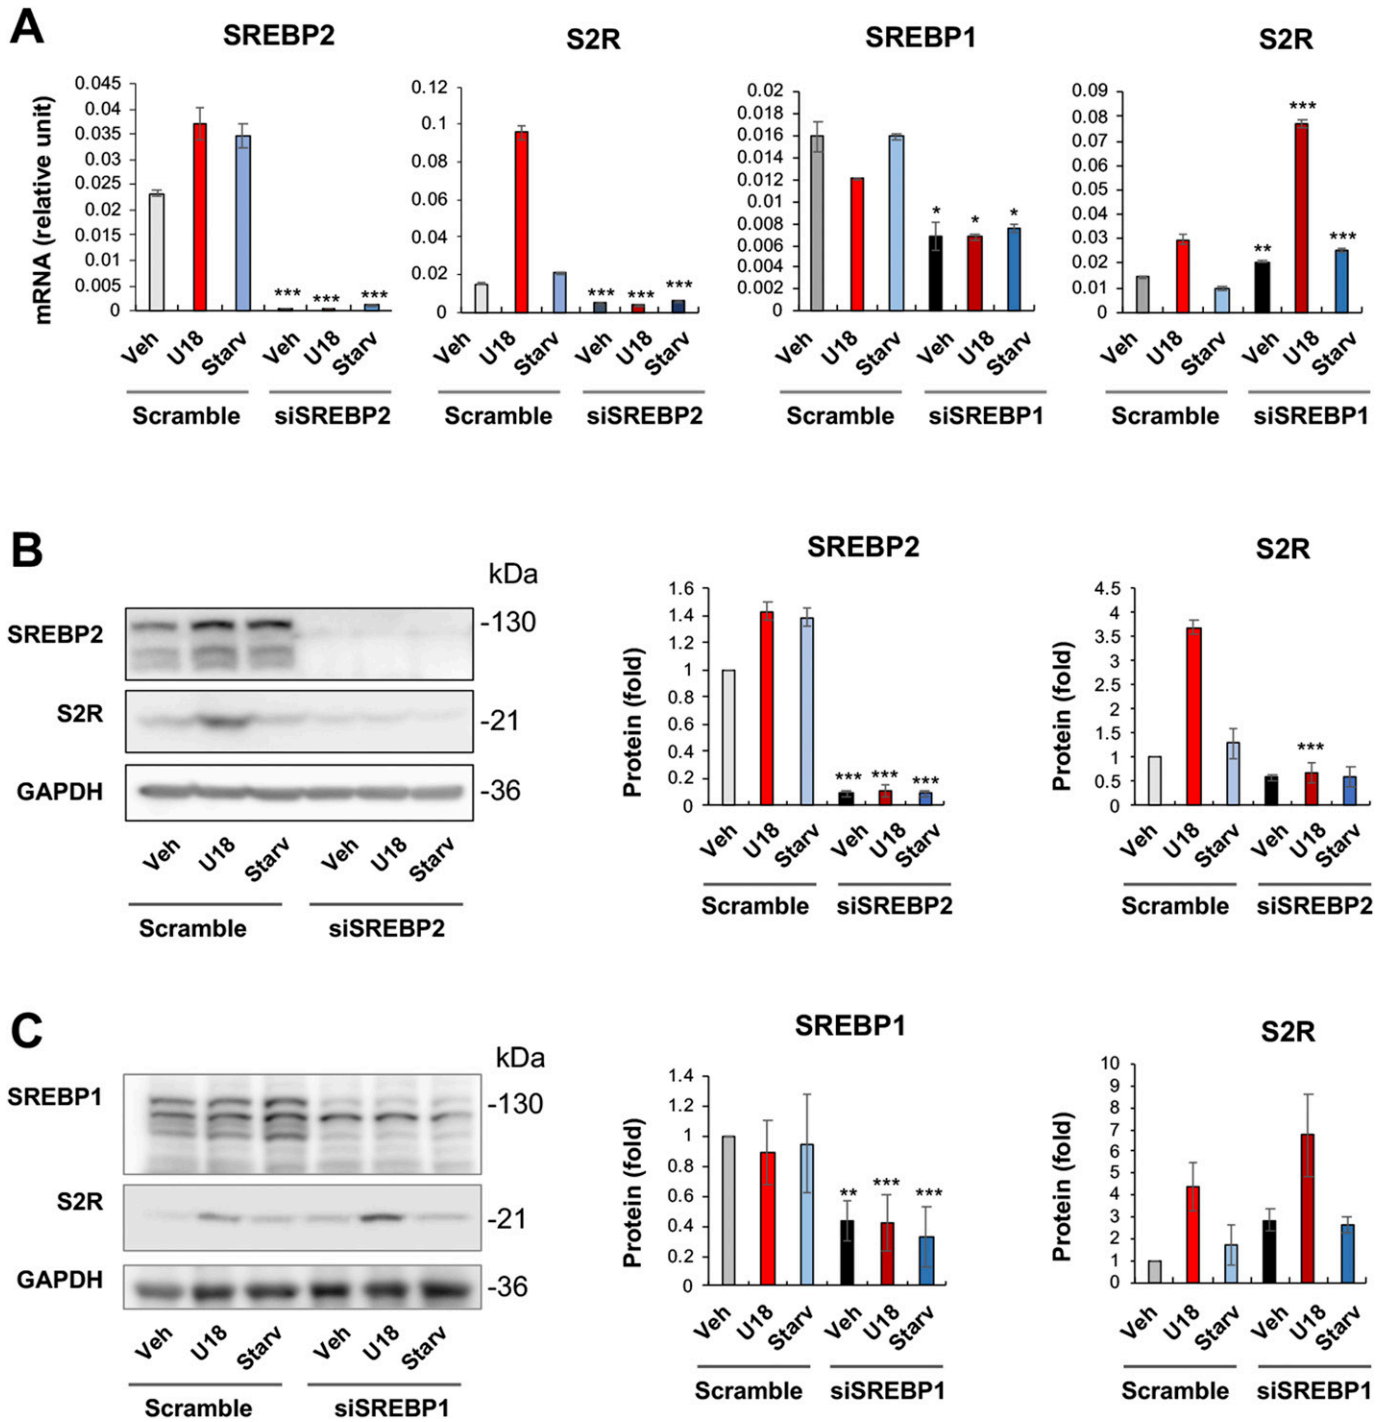 A
SREBP2
S2R
SREBP1
S2R
mRNA (relative unit)
0.045
0.04
0.035
0.03
0.025
0.02
0.015
0.01
0.005
0
***
***
***
Veh
U18
Starv
Veh
U18
Starv
Scramble
siSREBP2
0.12
0.1
0.08
0.06
0.04
0.02
0
***
***
***
Veh
U18
Starv
Veh
U18
Starv
Scramble
siSREBP2
0.02
0.018
0.016
0.014
0.012
0.01
0.008
0.006
0.004
0.002
0
*
*
*
Veh
U18
Starv
Veh
U18
Starv
Scramble
siSREBP1
0.09
0.08
0.07
0.06
0.05
0.04
0.03
0.02
0.01
0
**
***
***
Veh
U18
Starv
Veh
U18
Starv
Scramble
siSREBP1
B
kDa
SREBP2
-130
S2R
-21
GAPDH
-36
Veh
U18
Starv
Veh
U18
Starv
Scramble
siSREBP2
SREBP2
Protein (fold)
1.6
1.4
1.2
1
0.8
0.6
0.4
0.2
0
***
***
***
Veh
U18
Starv
Veh
U18
Starv
Scramble
siSREBP2
S2R
Protein (fold)
4.5
4
3.5
3
2.5
2
1.5
1
0.5
0
***
Veh
U18
Starv
Veh
U18
Starv
Scramble
siSREBP2
C
kDa
SREBP1
-130
S2R
-21
GAPDH
-36
Veh
U18
Starv
Veh
U18
Starv
Scramble
siSREBP1
SREBP1
Protein (fold)
1.4
1.2
1
0.8
0.6
0.4
0.2
0
**
***
***
Veh
U18
Starv
Veh
U18
Starv
Scramble
siSREBP1
S2R
Protein (fold)
10
9
8
7
6
5
4
3
2
1
0
Veh
U18
Starv
Veh
U18
Starv
Scramble
siSREBP1